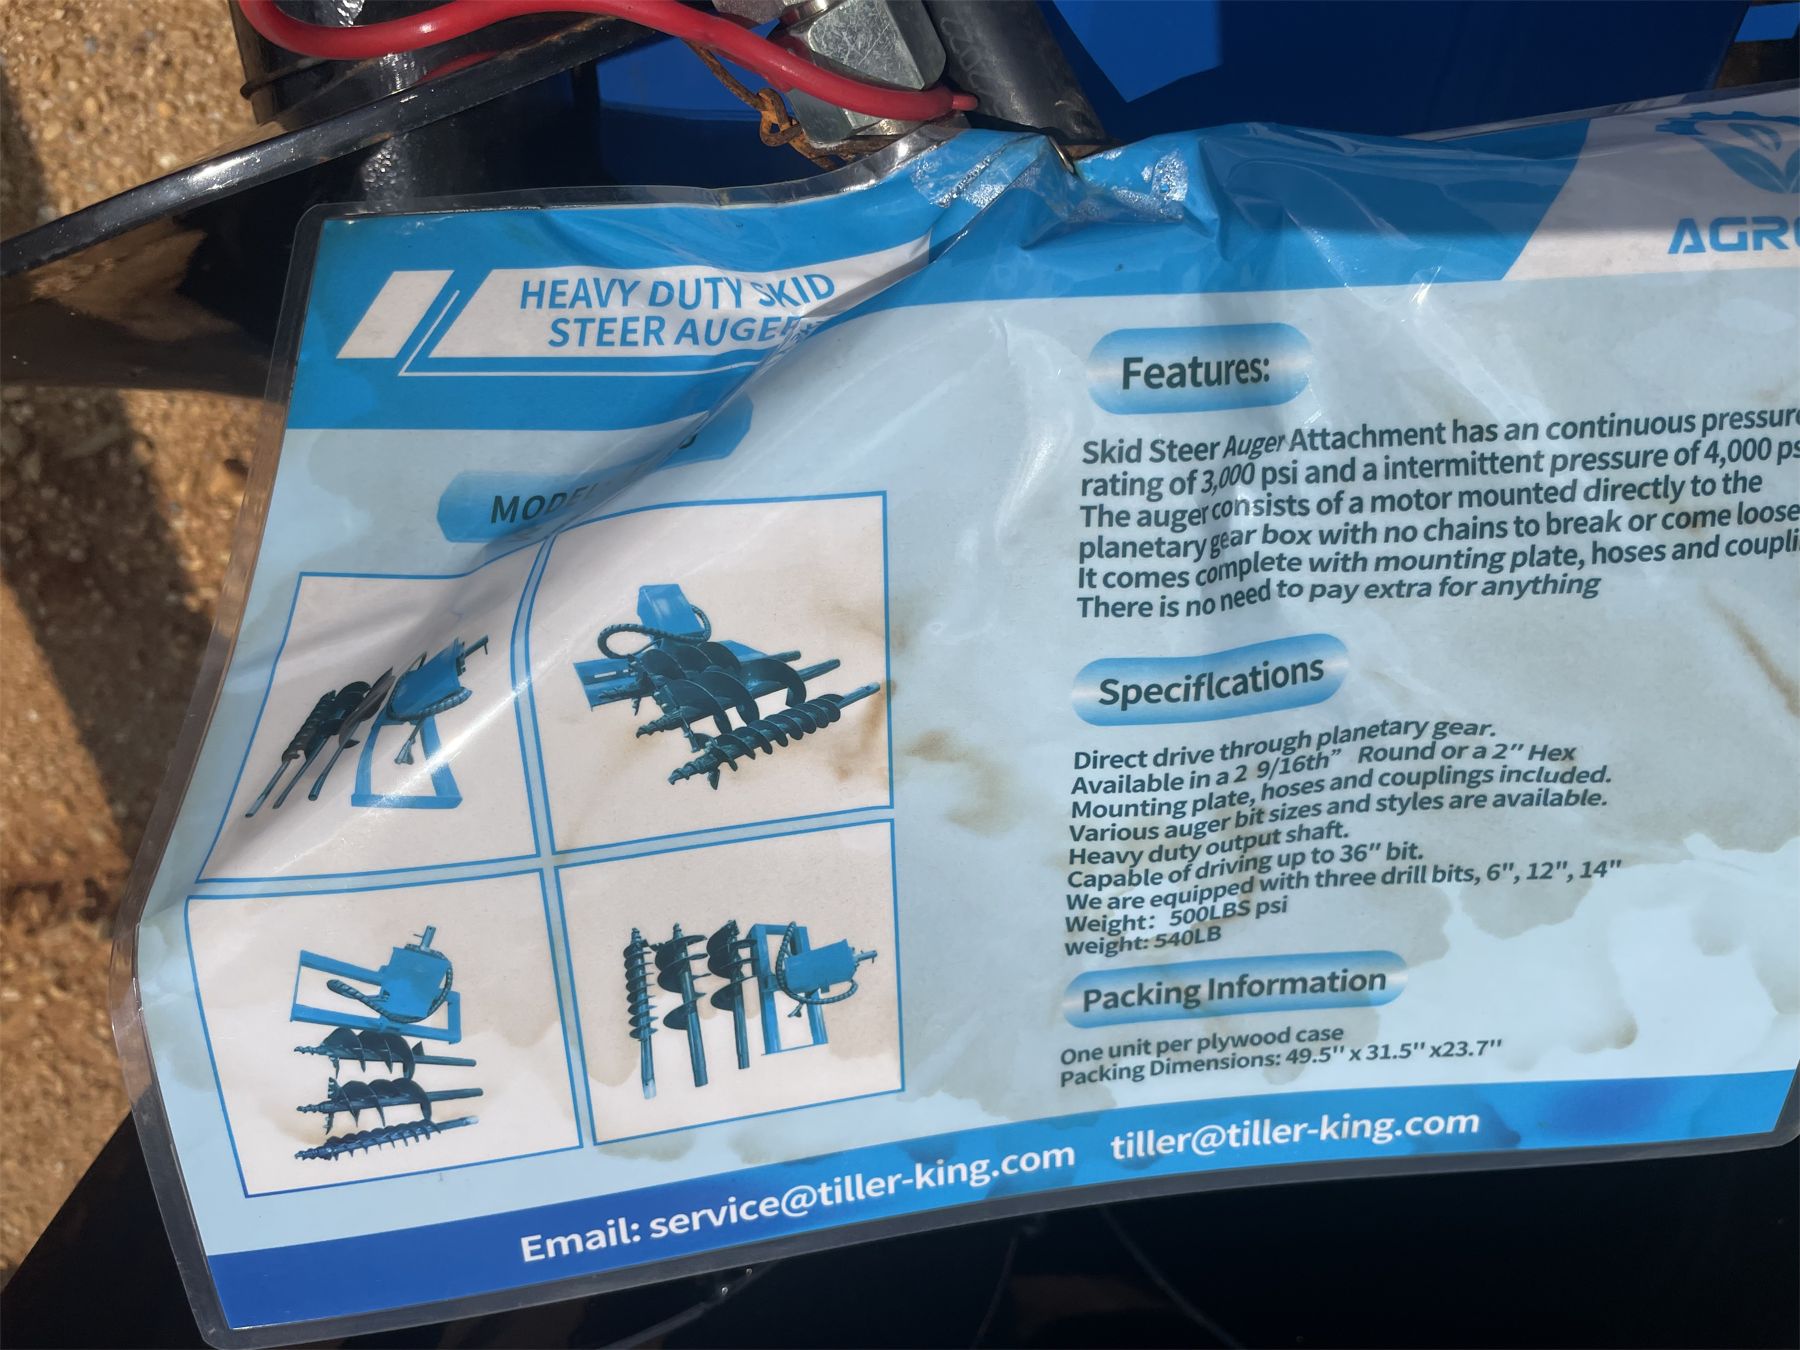 HEAVY DUTY SKID
STEER AUGER
AGR
MODEL
Features:
Skid Steer Auger Attachment has an continuous pressure
rating of 3,000 psi and a intermittent pressure of 4,000 ps
The auger consists of a motor mounted directly to the
planetary gear box with no chains to break or come loose
It comes complete with mounting plate, hoses and coupli
There is no need to pay extra for anything
Speciflcations
Direct drive through planetary gear.
Available in a 2 9/16th” Round or a 2″ Hex
Mounting plate, hoses and couplings included.
Various auger bit sizes and styles are available.
Heavy duty output shaft.
Capable of driving up to 36″ bit.
We are equipped with three drill bits, 6", 12", 14"
Weight: 500LBS psi
weight: 540LB
Packing Information
One unit per plywood case
Packing Dimensions: 49.5'' x 31.5'' x23.7''
Email: service@tiller-king.com tiller@tiller-king.com